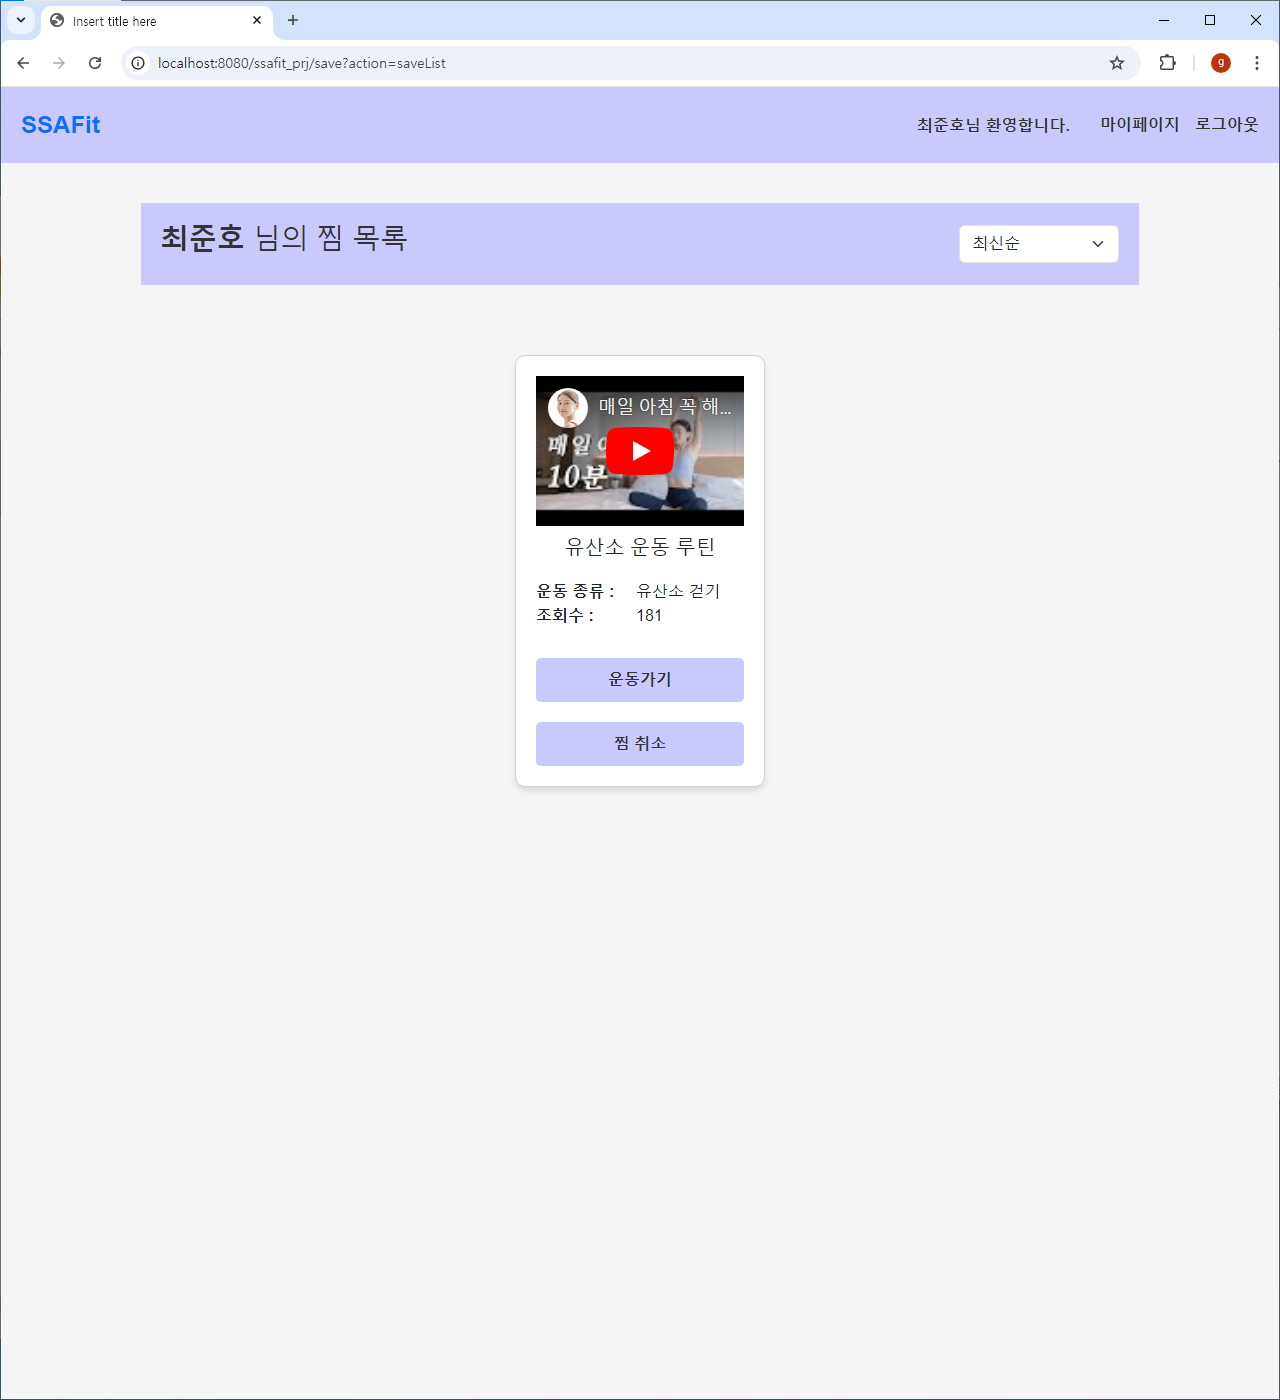 Insert title here
localhost:8080/ssafit_prj/save?action=saveList
g
SSAFit
최준호님 환영합니다.
마이페이지
로그아웃
최준호 님의 찜 목록
최신순
매일 아침 꼭 해...
매일 아
10분
유산소 운동 루틴
운동 종류 : 유산소 걷기
조회수 : 181
운동가기
찜 취소